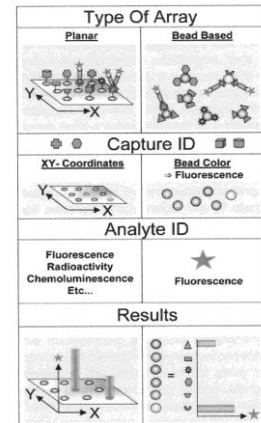 Type Of Array
Planar
Bead Based
Y
X
Capture ID
XY- Coordinates
Bead Color
⇒ Fluorescence
Y
X
Analyte ID
Fluorescence
Radioactivity
Chemoluminescence
Etc...
Fluorescence
Results
Y
X
=